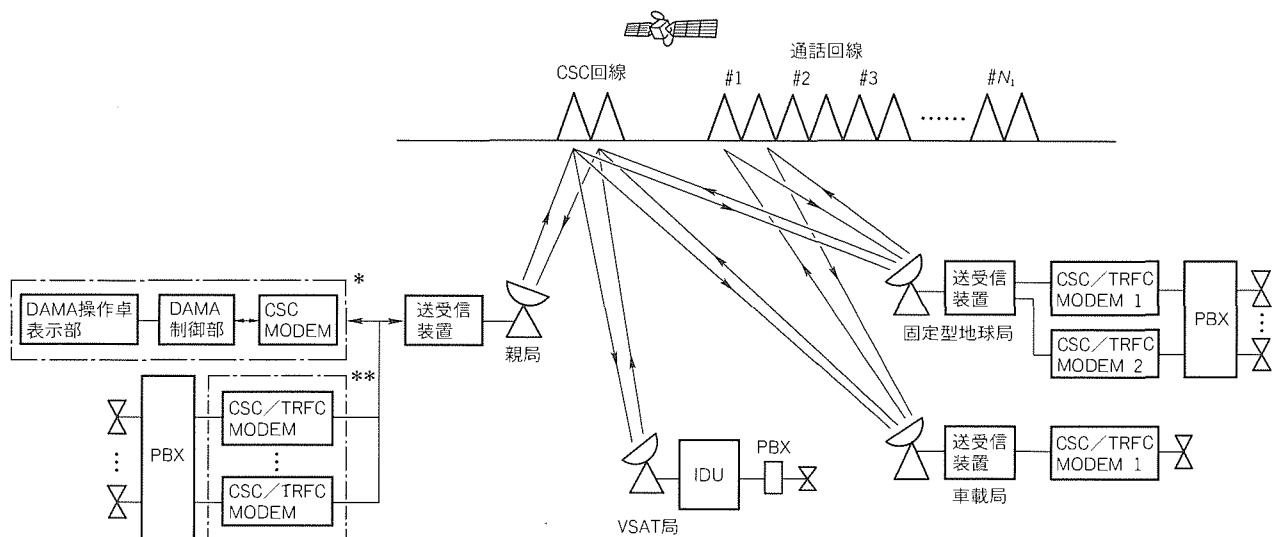 通話回線
CSC回線
#1
#2
#3
......
#N₁
*
DAMA操作卓
表示部
DAMA
制御部
CSC
MODEM
送受信
装置
親局
**
PBX
CSC/TRFC
MODEM
CSC/TRFC
MODEM
VSAT局
IDU
PBX
固定型地球局
送受信
装置
CSC/TRFC
MODEM 1
CSC/TRFC
MODEM 2
PBX
車載局
送受信
装置
CSC/TRFC
MODEM 1